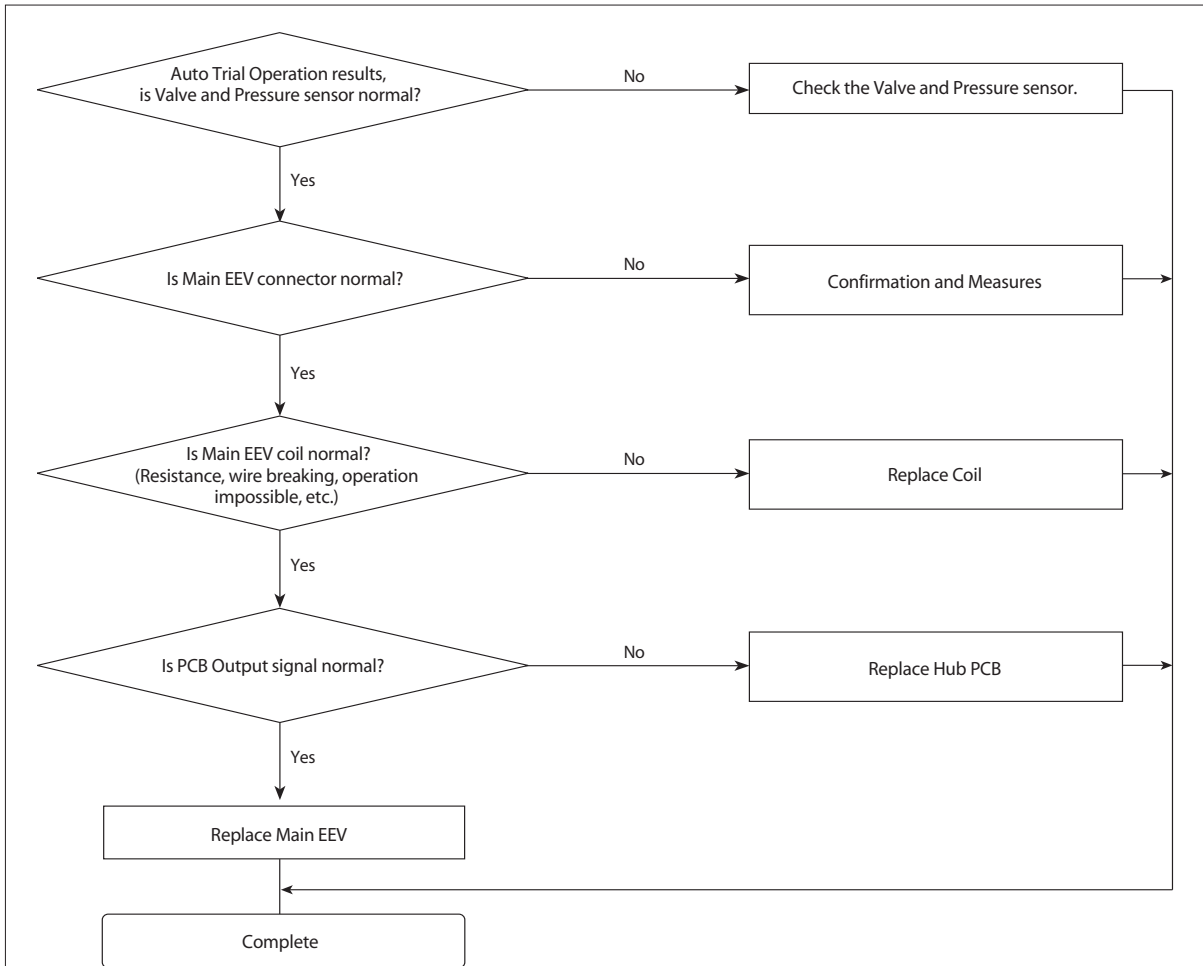 Auto Trial Operation results,
is Valve and Pressure sensor normal?
No
Check the Valve and Pressure sensor.
Yes
Is Main EEV connector normal?
No
Confirmation and Measures
Yes
Is Main EEV coil normal?
(Resistance, wire breaking, operation
impossible, etc.)
No
Replace Coil
Yes
Is PCB Output signal normal?
No
Replace Hub PCB
Yes
Replace Main EEV
Complete